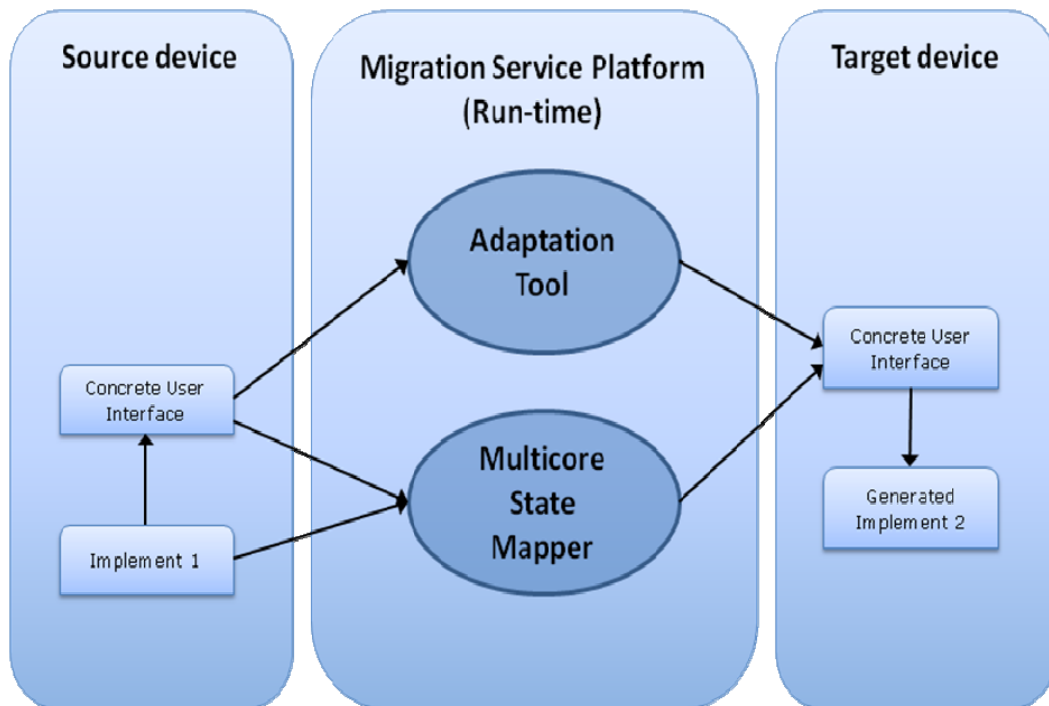 Source device
Migration Service Platform
(Run-time)
Target device
Adaptation
Tool
Concrete User
Interface
Concrete User
Interface
Multicore
State
Mapper
Implement 1
Generated
Implement 2